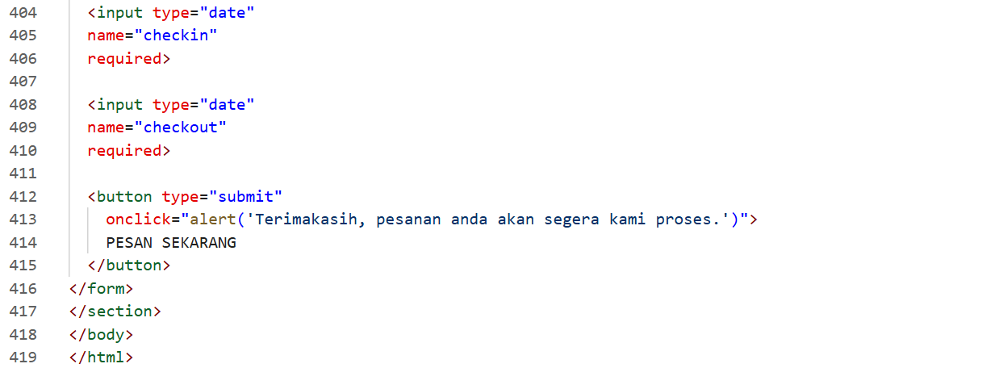 404 <input type="date"
405 name="checkin"
406 required>
407
408 <input type="date"
409 name="checkout"
410 required>
411
412 <button type="submit"
413 onclick="alert('Terimakasih, pesanan anda akan segera kami proses.')">
414 PESAN SEKARANG
415 </button>
416 </form>
417 </section>
418 </body>
419 </html>